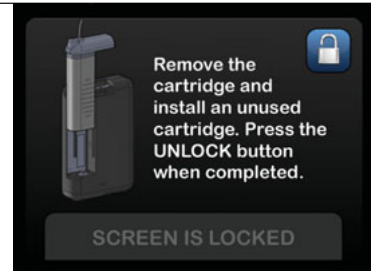 Remove the
cartridge and
install an unused
cartridge. Press the
UNLOCK button
when completed.
SCREEN IS LOCKED